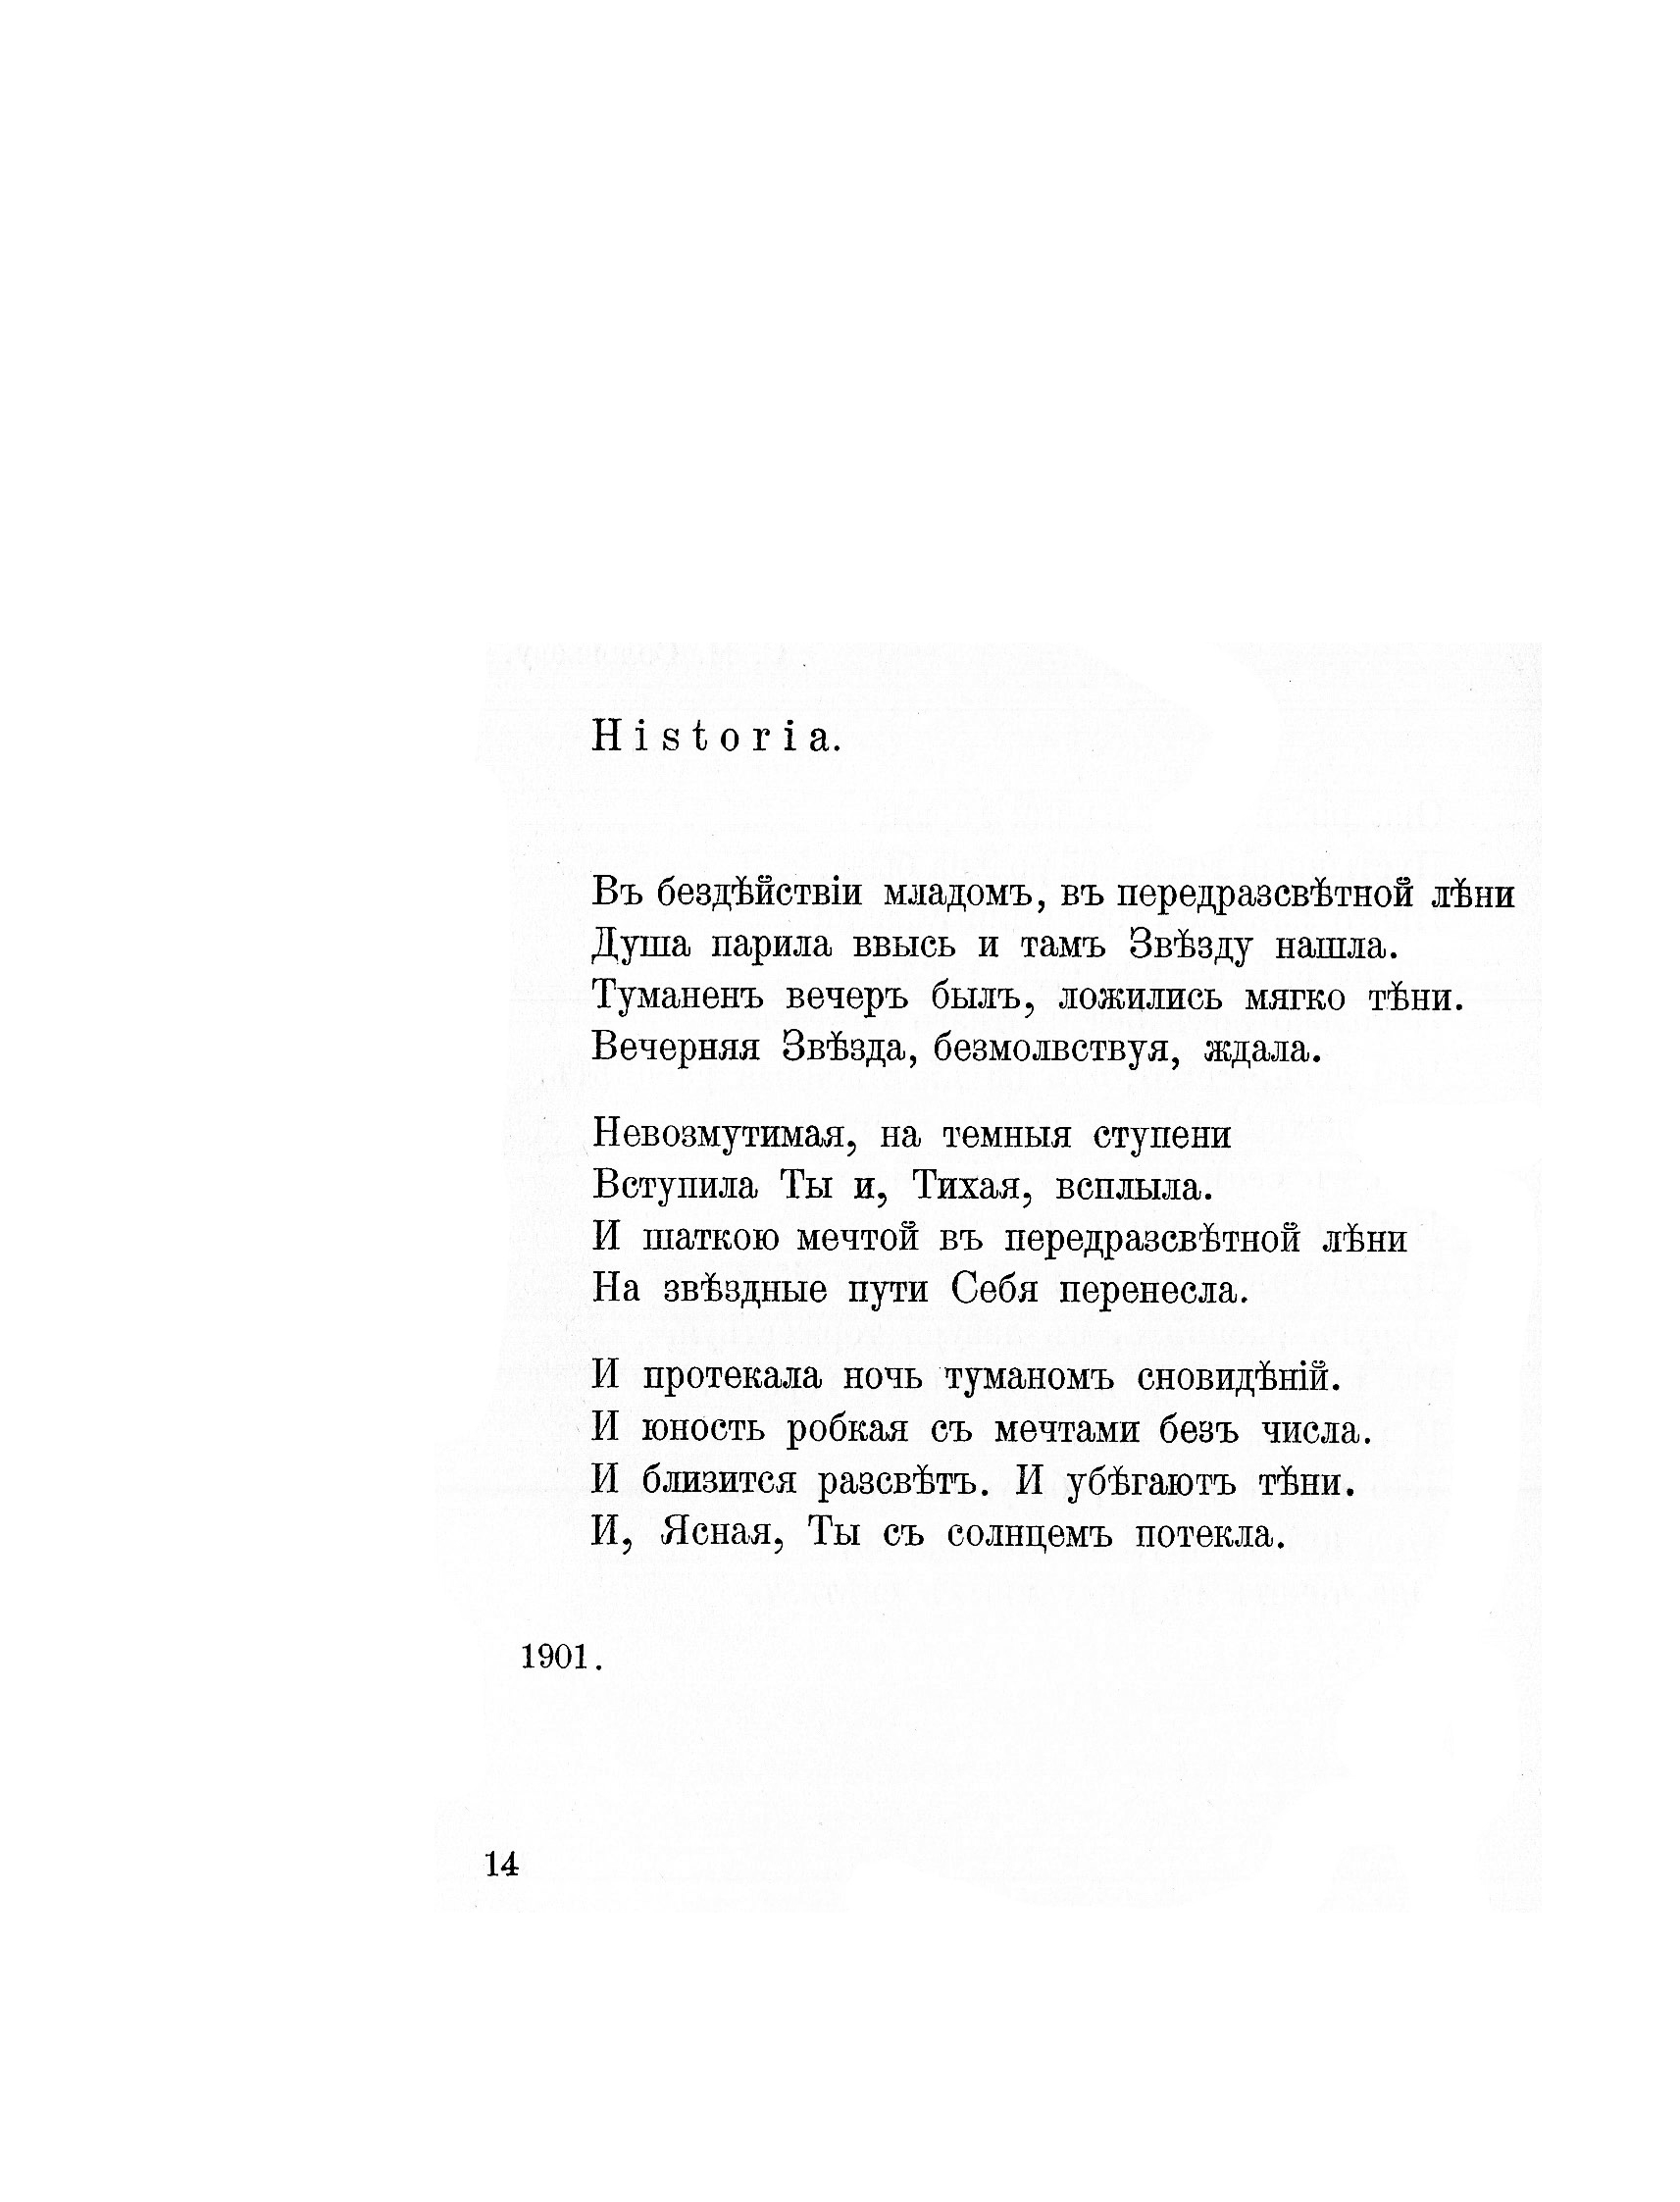 Historia.
Въ бездѣйствіи младомъ, въ передразсвѣтной лѣни
Душа парила ввысь и тамъ Звѣзду нашла.
Туманенъ вечеръ былъ, ложились мягко тѣни.
Вечерняя Звѣзда, безмолвствуя, ждала.
Невозмутимая, на темныя ступени
Вступила Ты и, Тихая, всплыла.
И шаткою мечтой въ передразсвѣтной лѣни
На звѣздные пути Себя перенесла.
И протекала ночь туманомъ сновидѣній.
И юность робкая съ мечтами безъ числа.
И близится разсвѣтъ. И убѣгаютъ тѣни.
И, Ясная, Ты съ солнцемъ потекла.
1901.
14